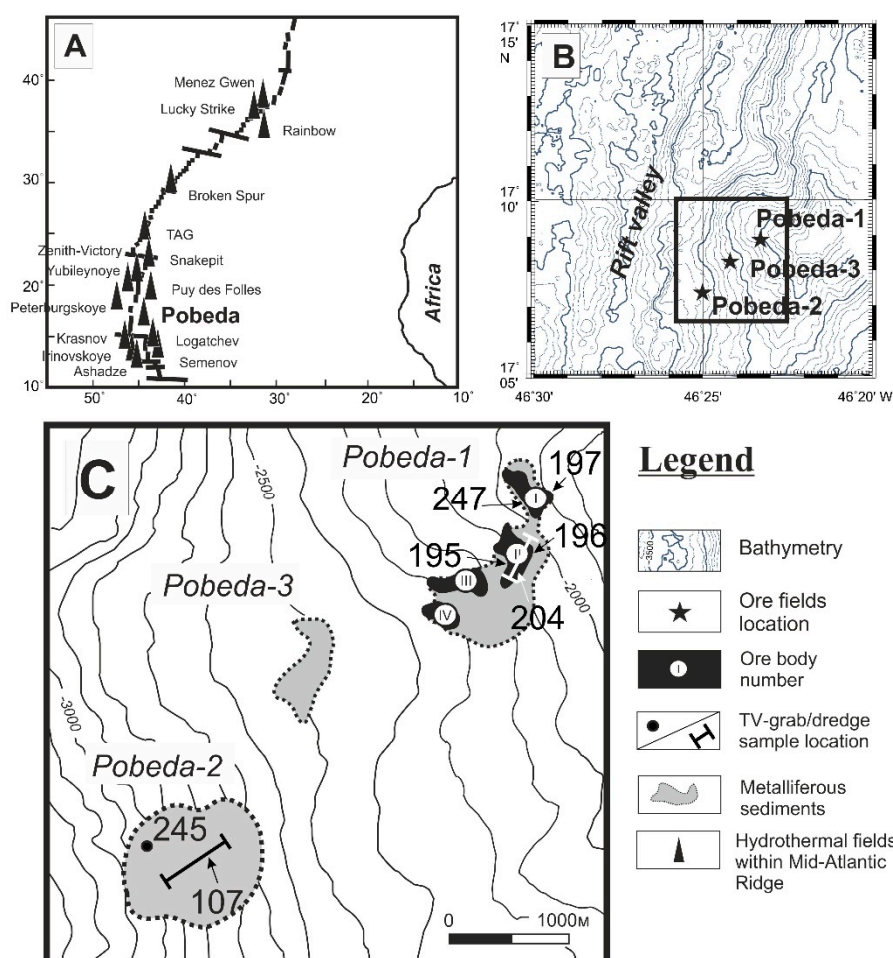 A
40°
30°
20°
10°
50°
40°
30°
20°
10°
Menez Gwen
Lucky Strike
Rainbow
Broken Spur
TAG
Zenith-Victory
Snakepit
Yubileynoye
Puy des Folles
Peterburgskoye
Pobeda
Krasnov
Logatchev
Irinovskoye
Semenov
Ashadze
Africa
B
17°
15'
N
17°
10'
17°
05'
46°30'
46°25'
46°20' W
Rift valley
Pobeda-1
Pobeda-3
Pobeda-2
C
-2500
Pobeda-1
197
247
I
196
195
II
III
IV
204
-2000
Pobeda-3
-3000
Pobeda-2
245
107
0
1000м
Legend
-3500
Bathymetry
Ore fields
location
I
Ore body
number
TV-grab/dredge
sample location
Metalliferous
sediments
Hydrothermal fields
within Mid-Atlantic
Ridge